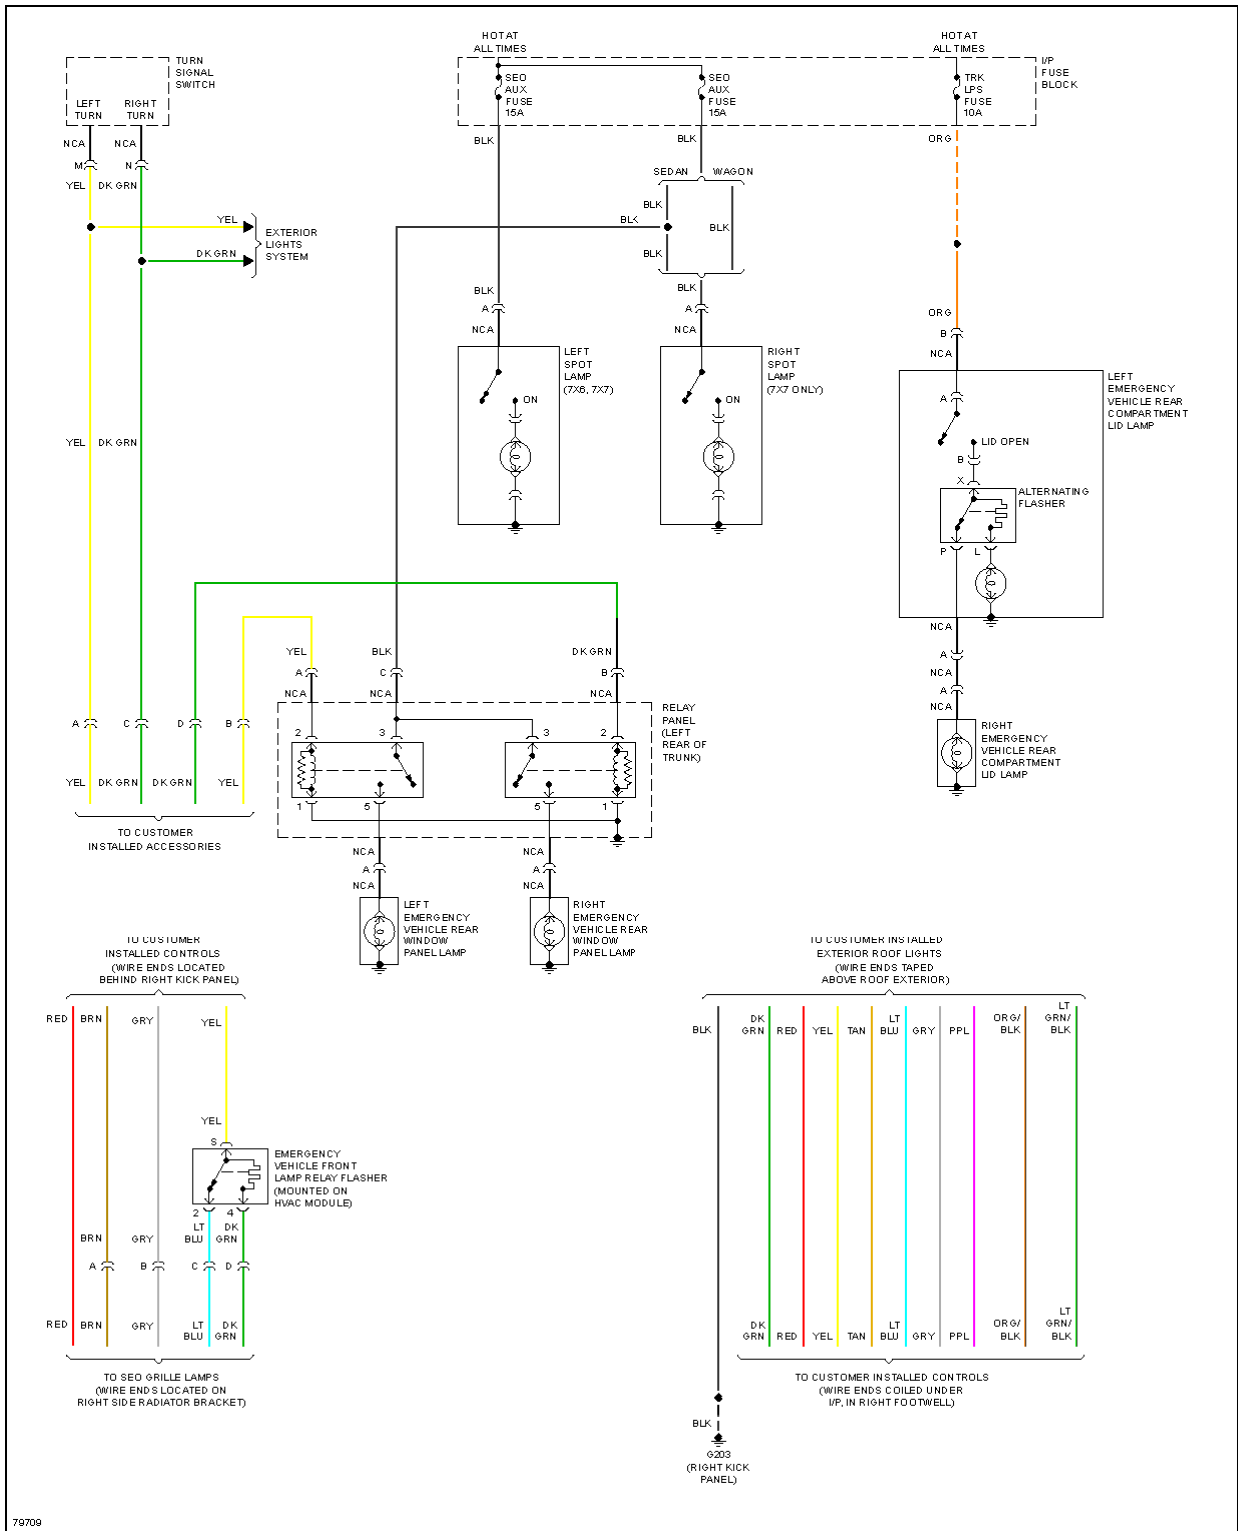 HOT AT
ALL TIMES
HOT AT
ALL TIMES
TURN
SIGNAL
SWITCH
LEFT
TURN
RIGHT
TURN
SEO
AUX
FUSE
15A
SEO
AUX
FUSE
15A
TRK
LPS
FUSE
10A
I/P
FUSE
BLOCK
NCA
NCA
BLK
BLK
ORG
M
N
YEL
DK GRN
SEDAN
WAGON
YEL
DK GRN
EXTERIOR
LIGHTS
SYSTEM
BLK
BLK
BLK
BLK
BLK
BLK
A
A
NCA
NCA
ORG
B
NCA
LEFT
SPOT
LAMP
(7X6, 7X7)
ON
RIGHT
SPOT
LAMP
(7X7 ONLY)
ON
LEFT
EMERGENCY
VEHICLE REAR
COMPARTMENT
LID LAMP
A
LID OPEN
B
X
ALTERNATING
FLASHER
P
L
YEL
DK GRN
NCA
A
NCA
A
NCA
RIGHT
EMERGENCY
VEHICLE REAR
COMPARTMENT
LID LAMP
YEL
BLK
DK GRN
A
C
B
NCA
NCA
NCA
RELAY
PANEL
(LEFT
REAR OF
TRUNK)
A
C
D
B
2
3
3
2
YEL
DK GRN
DK GRN
YEL
1
5
5
1
TO CUSTOMER
INSTALLED ACCESSORIES
NCA
NCA
A
A
NCA
NCA
LEFT
EMERGENCY
VEHICLE REAR
WINDOW
PANEL LAMP
RIGHT
EMERGENCY
VEHICLE REAR
WINDOW
PANEL LAMP
TO CUSTOMER
INSTALLED CONTROLS
(WIRE ENDS LOCATED
BEHIND RIGHT KICK PANEL)
RED
BRN
GRY
YEL
YEL
S
EMERGENCY
VEHICLE FRONT
LAMP RELAY FLASHER
(MOUNTED ON
HVAC MODULE)
2
4
LT
BLU
DK
GRN
BRN
GRY
A
B
C
D
RED
BRN
GRY
LT
BLU
DK
GRN
TO SEO GRILLE LAMPS
(WIRE ENDS LOCATED ON
RIGHT SIDE RADIATOR BRACKET)
TO CUSTOMER INSTALLED
EXTERIOR ROOF LIGHTS
(WIRE ENDS TAPED
ABOVE ROOF EXTERIOR)
BLK
DK
GRN
RED
YEL
TAN
LT
BLU
GRY
PPL
ORG/
BLK
LT
GRN/
BLK
DK
GRN
RED
YEL
TAN
LT
BLU
GRY
PPL
ORG/
BLK
LT
GRN/
BLK
TO CUSTOMER INSTALLED CONTROLS
(WIRE ENDS COILED UNDER
I/P, IN RIGHT FOOTWELL)
BLK
G203
(RIGHT KICK
PANEL)
79709